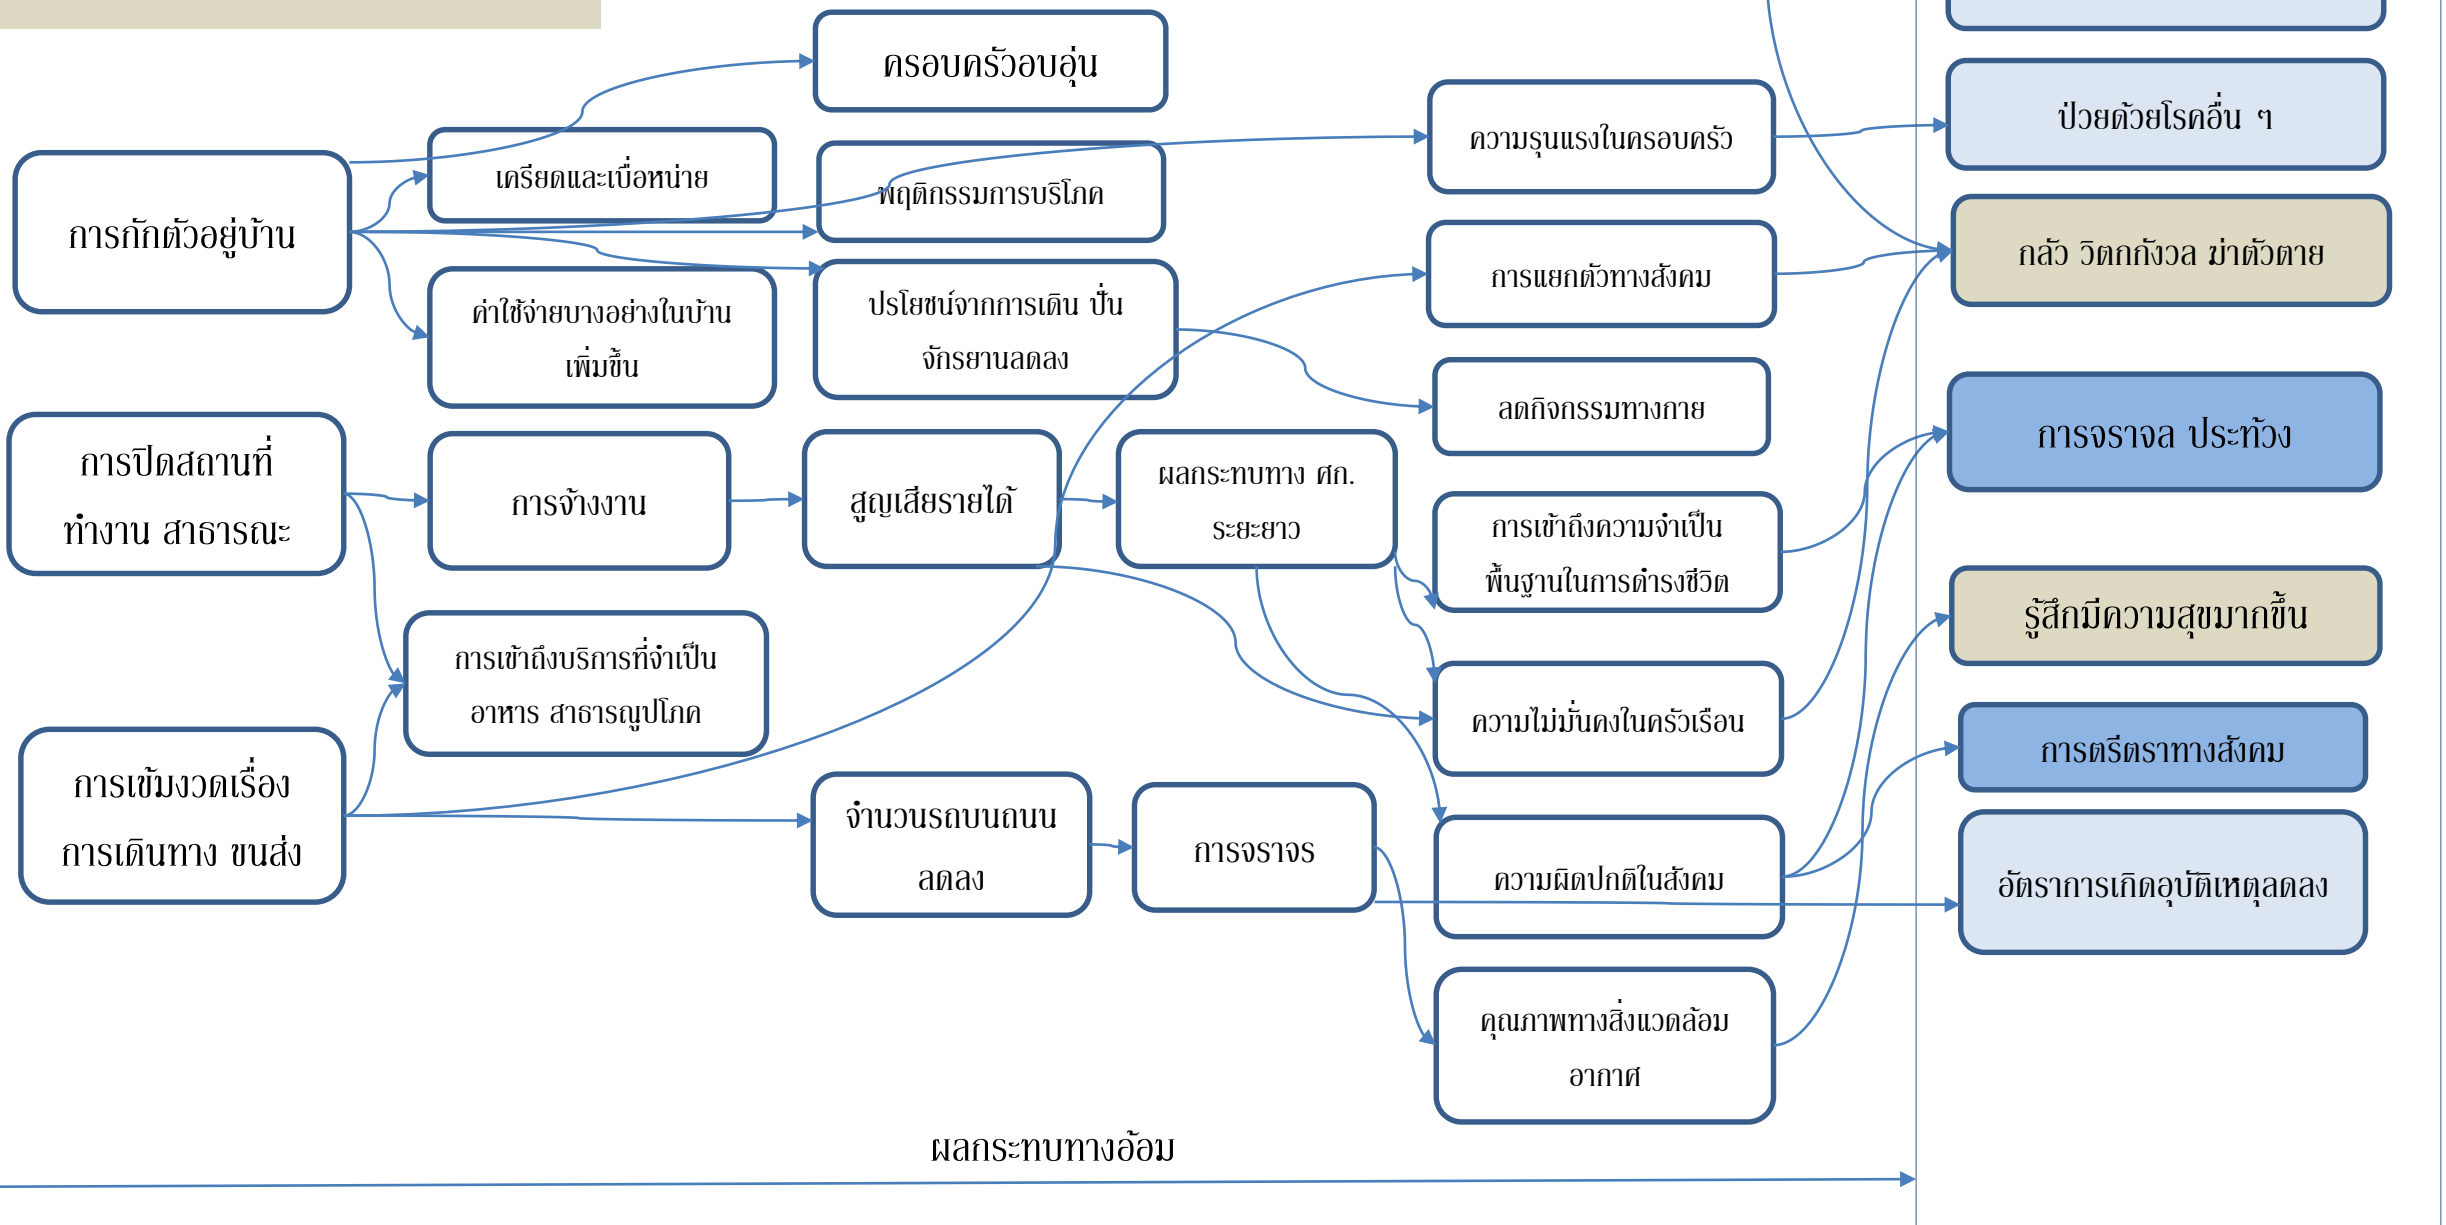 ครอบครัวอบอุ่น
ป่วยด้วยโรคอื่น ๆ
ความรุนแรงในครอบครัว
เครียดและเบื่อหน่าย
พฤติกรรมการบริโภค
การกักตัวอยู่บ้าน
กลัว วิตกกังวล ฆ่าตัวตาย
การแยกตัวทางสังคม
ค่าใช้จ่ายบางอย่างในบ้าน
เพิ่มขึ้น
ปรโยชน์จากการเดิน ปั่น
จักรยานลดลง
ลดกิจกรรมทางกาย
การจราจล ประท้วง
การปิดสถานที่
ทำงาน สาธารณะ
การจ้างงาน
สูญเสียรายได้
ผลกระทบทาง ศก.
ระยะยาว
การเข้าถึงความจำเป็น
พื้นฐานในการดำรงชีวิต
รู้สึกมีความสุขมากขึ้น
การเข้าถึงบริการที่จำเป็น
อาหาร สาธารณูปโภค
ความไม่มั่นคงในครัวเรือน
การตรีตราทางสังคม
การเข้มงวดเรื่อง
การเดินทาง ขนส่ง
จำนวนรถบนถนน
ลดลง
การจราจร
ความผิดปกติในสังคม
อัตราการเกิดอุบัติเหตุลดลง
คุณภาพทางสิ่งแวดล้อม
อากาศ
ผลกระทบทางอ้อม